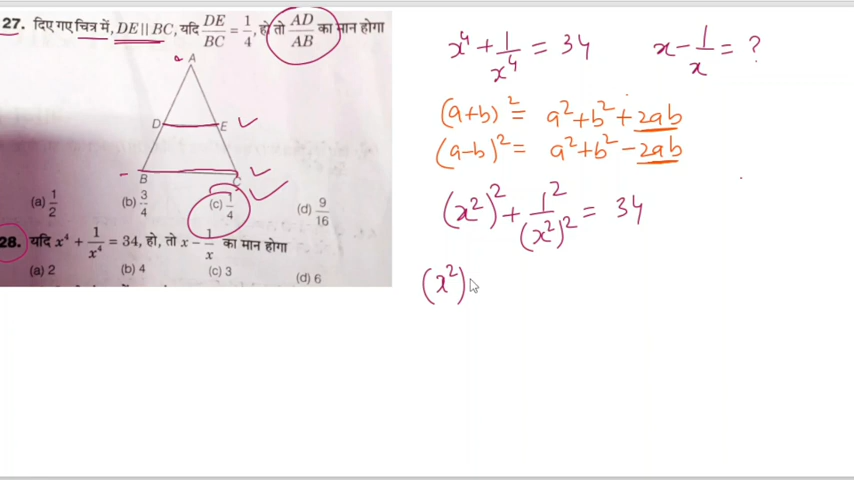 27. दिए गए चित्र में, DE || BC, यदि DE/BC = 1/4, हो तो AD/AB का मान होगा
A
D E
B C
(a) 1/2 (b) 3/4 (c) 1/4 (d) 9/16
28. यदि x⁴ + 1/x⁴ = 34, हो, तो x − 1/x का मान होगा
(a) 2 (b) 4 (c) 3 (d) 6
x⁴ + 1/x⁴ = 34 x − 1/x = ?
(a+b)² = a² + b² + 2ab
(a−b)² = a² + b² − 2ab
(x²)² + 1²/(x²)² = 34
(x²)